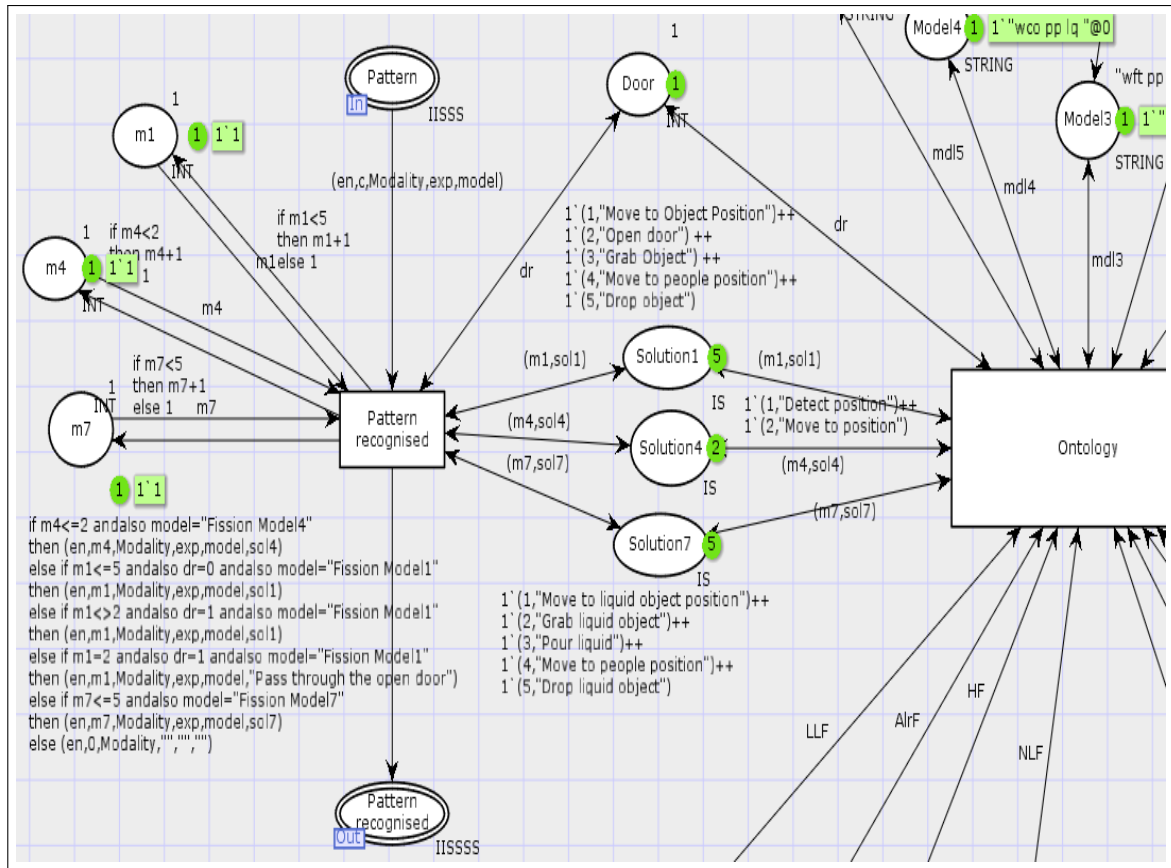 STRING
Model4
1
1`"wco pp lq "@0
STRING
"wft pp
Model3
1
1`"
STRING
1
Pattern
In
IISSS
Door
1
INT
1
m1
1
1`1
INT
(en,c,Modality,exp,model)
if m1<5
then m1+1
else 1
m1
mdl5
mdl4
mdl3
dr
dr
1`(1,"Move to Object Position")++
1`(2,"Open door") ++
1`(3,"Grab Object") ++
1`(4,"Move to people position")++
1`(5,"Drop object")
1
if m4<2
then m4+1
1
m4
1
1`1
INT
m4
if m7<5
then m7+1
else 1
m7
1
INT
m7
1
1`1
Pattern
recognised
(m1,sol1)
Solution1
5
(m1,sol1)
IS
1`(1,"Detect position")++
1`(2,"Move to position")
(m4,sol4)
Solution4
2
(m4,sol4)
IS
(m7,sol7)
Solution7
5
(m7,sol7)
IS
Ontology
1`(1,"Move to liquid object position")++
1`(2,"Grab liquid object")++
1`(3,"Pour liquid")++
1`(4,"Move to people position")++
1`(5,"Drop liquid object")
if m4<=2 andalso model="Fission Model4"
then (en,m4,Modality,exp,model,sol4)
else if m1<=5 andalso dr=0 andalso model="Fission Model1"
then (en,m1,Modality,exp,model,sol1)
else if m1<>2 andalso dr=1 andalso model="Fission Model1"
then (en,m1,Modality,exp,model,sol1)
else if m1=2 andalso dr=1 andalso model="Fission Model1"
then (en,m1,Modality,exp,model,"Pass through the open door")
else if m7<=5 andalso model="Fission Model7"
then (en,m7,Modality,exp,model,sol7)
else (en,0,Modality,"","","")
LLF
AlrF
HF
NLF
Pattern
recognised
Out
IISSSS